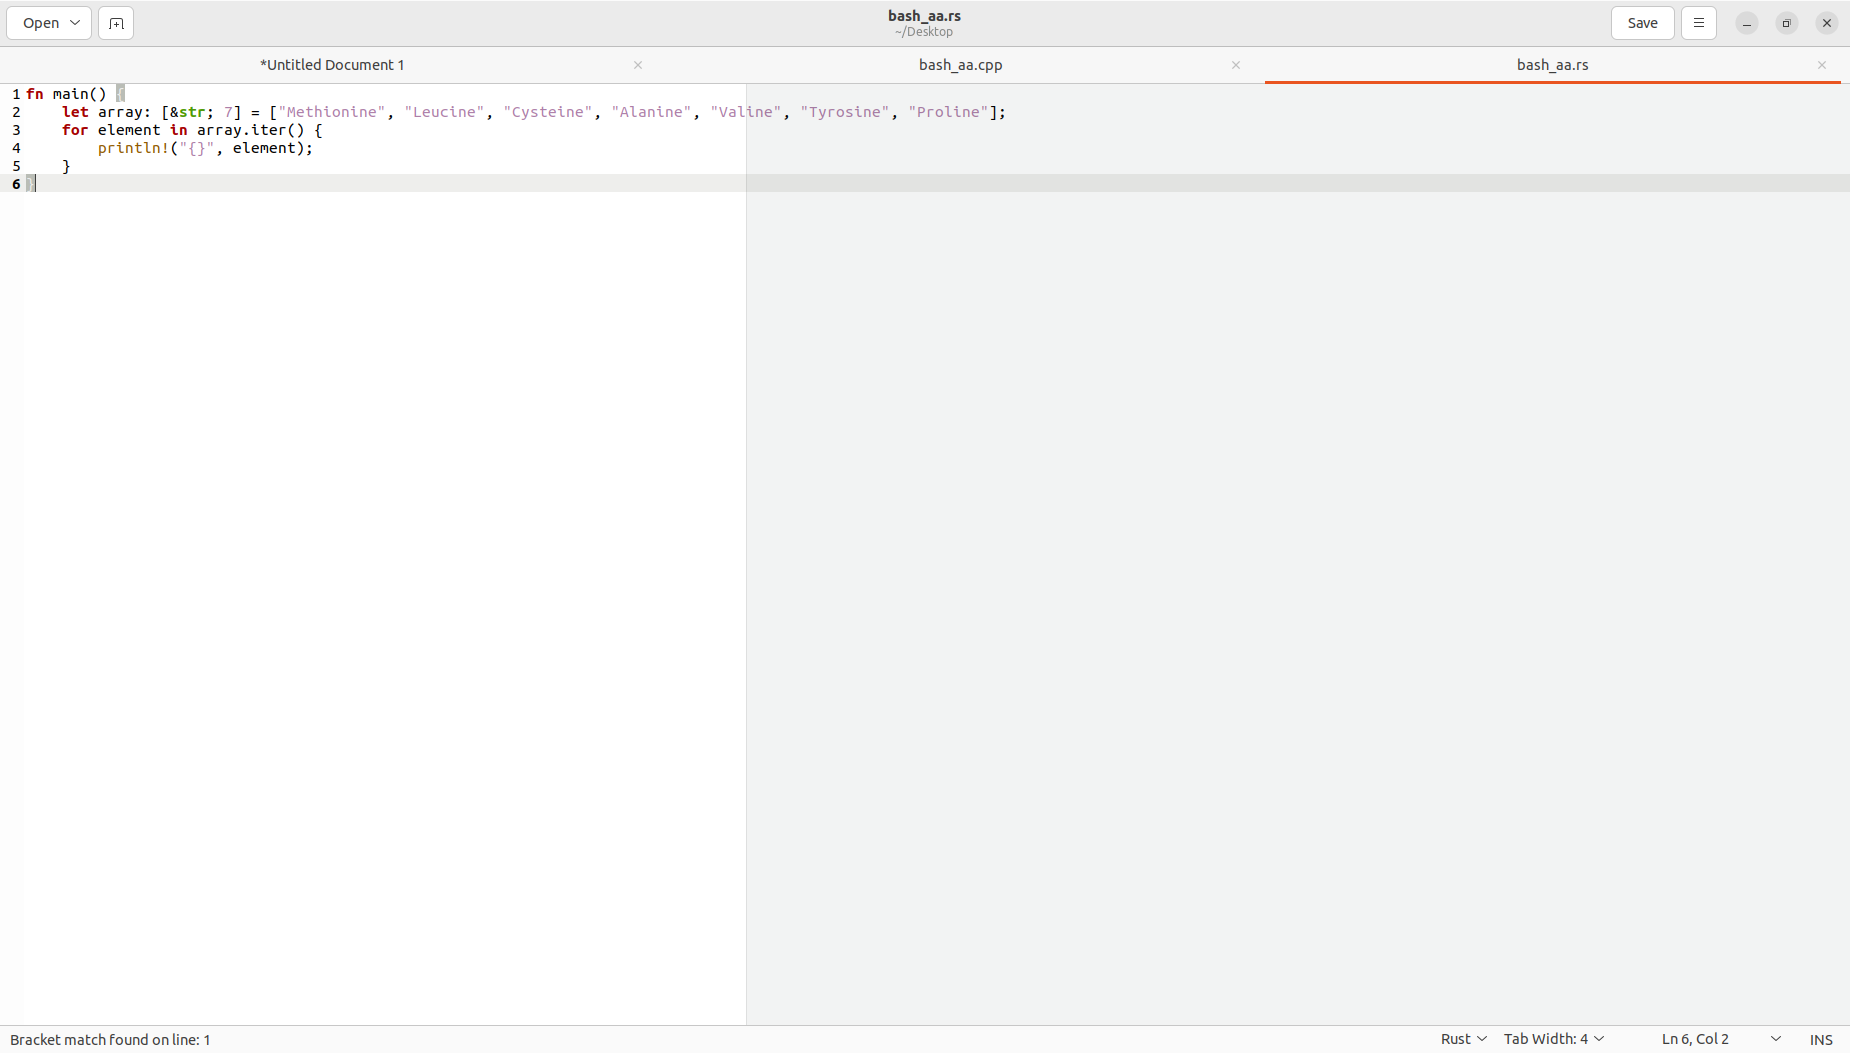 Open
bash_aa.rs
~/Desktop
Save
*Untitled Document 1
bash_aa.cpp
bash_aa.rs
1 fn main() {
2     let array: [&str; 7] = ["Methionine", "Leucine", "Cysteine", "Alanine", "Valine", "Tyrosine", "Proline"];
3     for element in array.iter() {
4         println!("{}", element);
5     }
6 }
Bracket match found on line: 1
Rust
Tab Width: 4
Ln 6, Col 2
INS